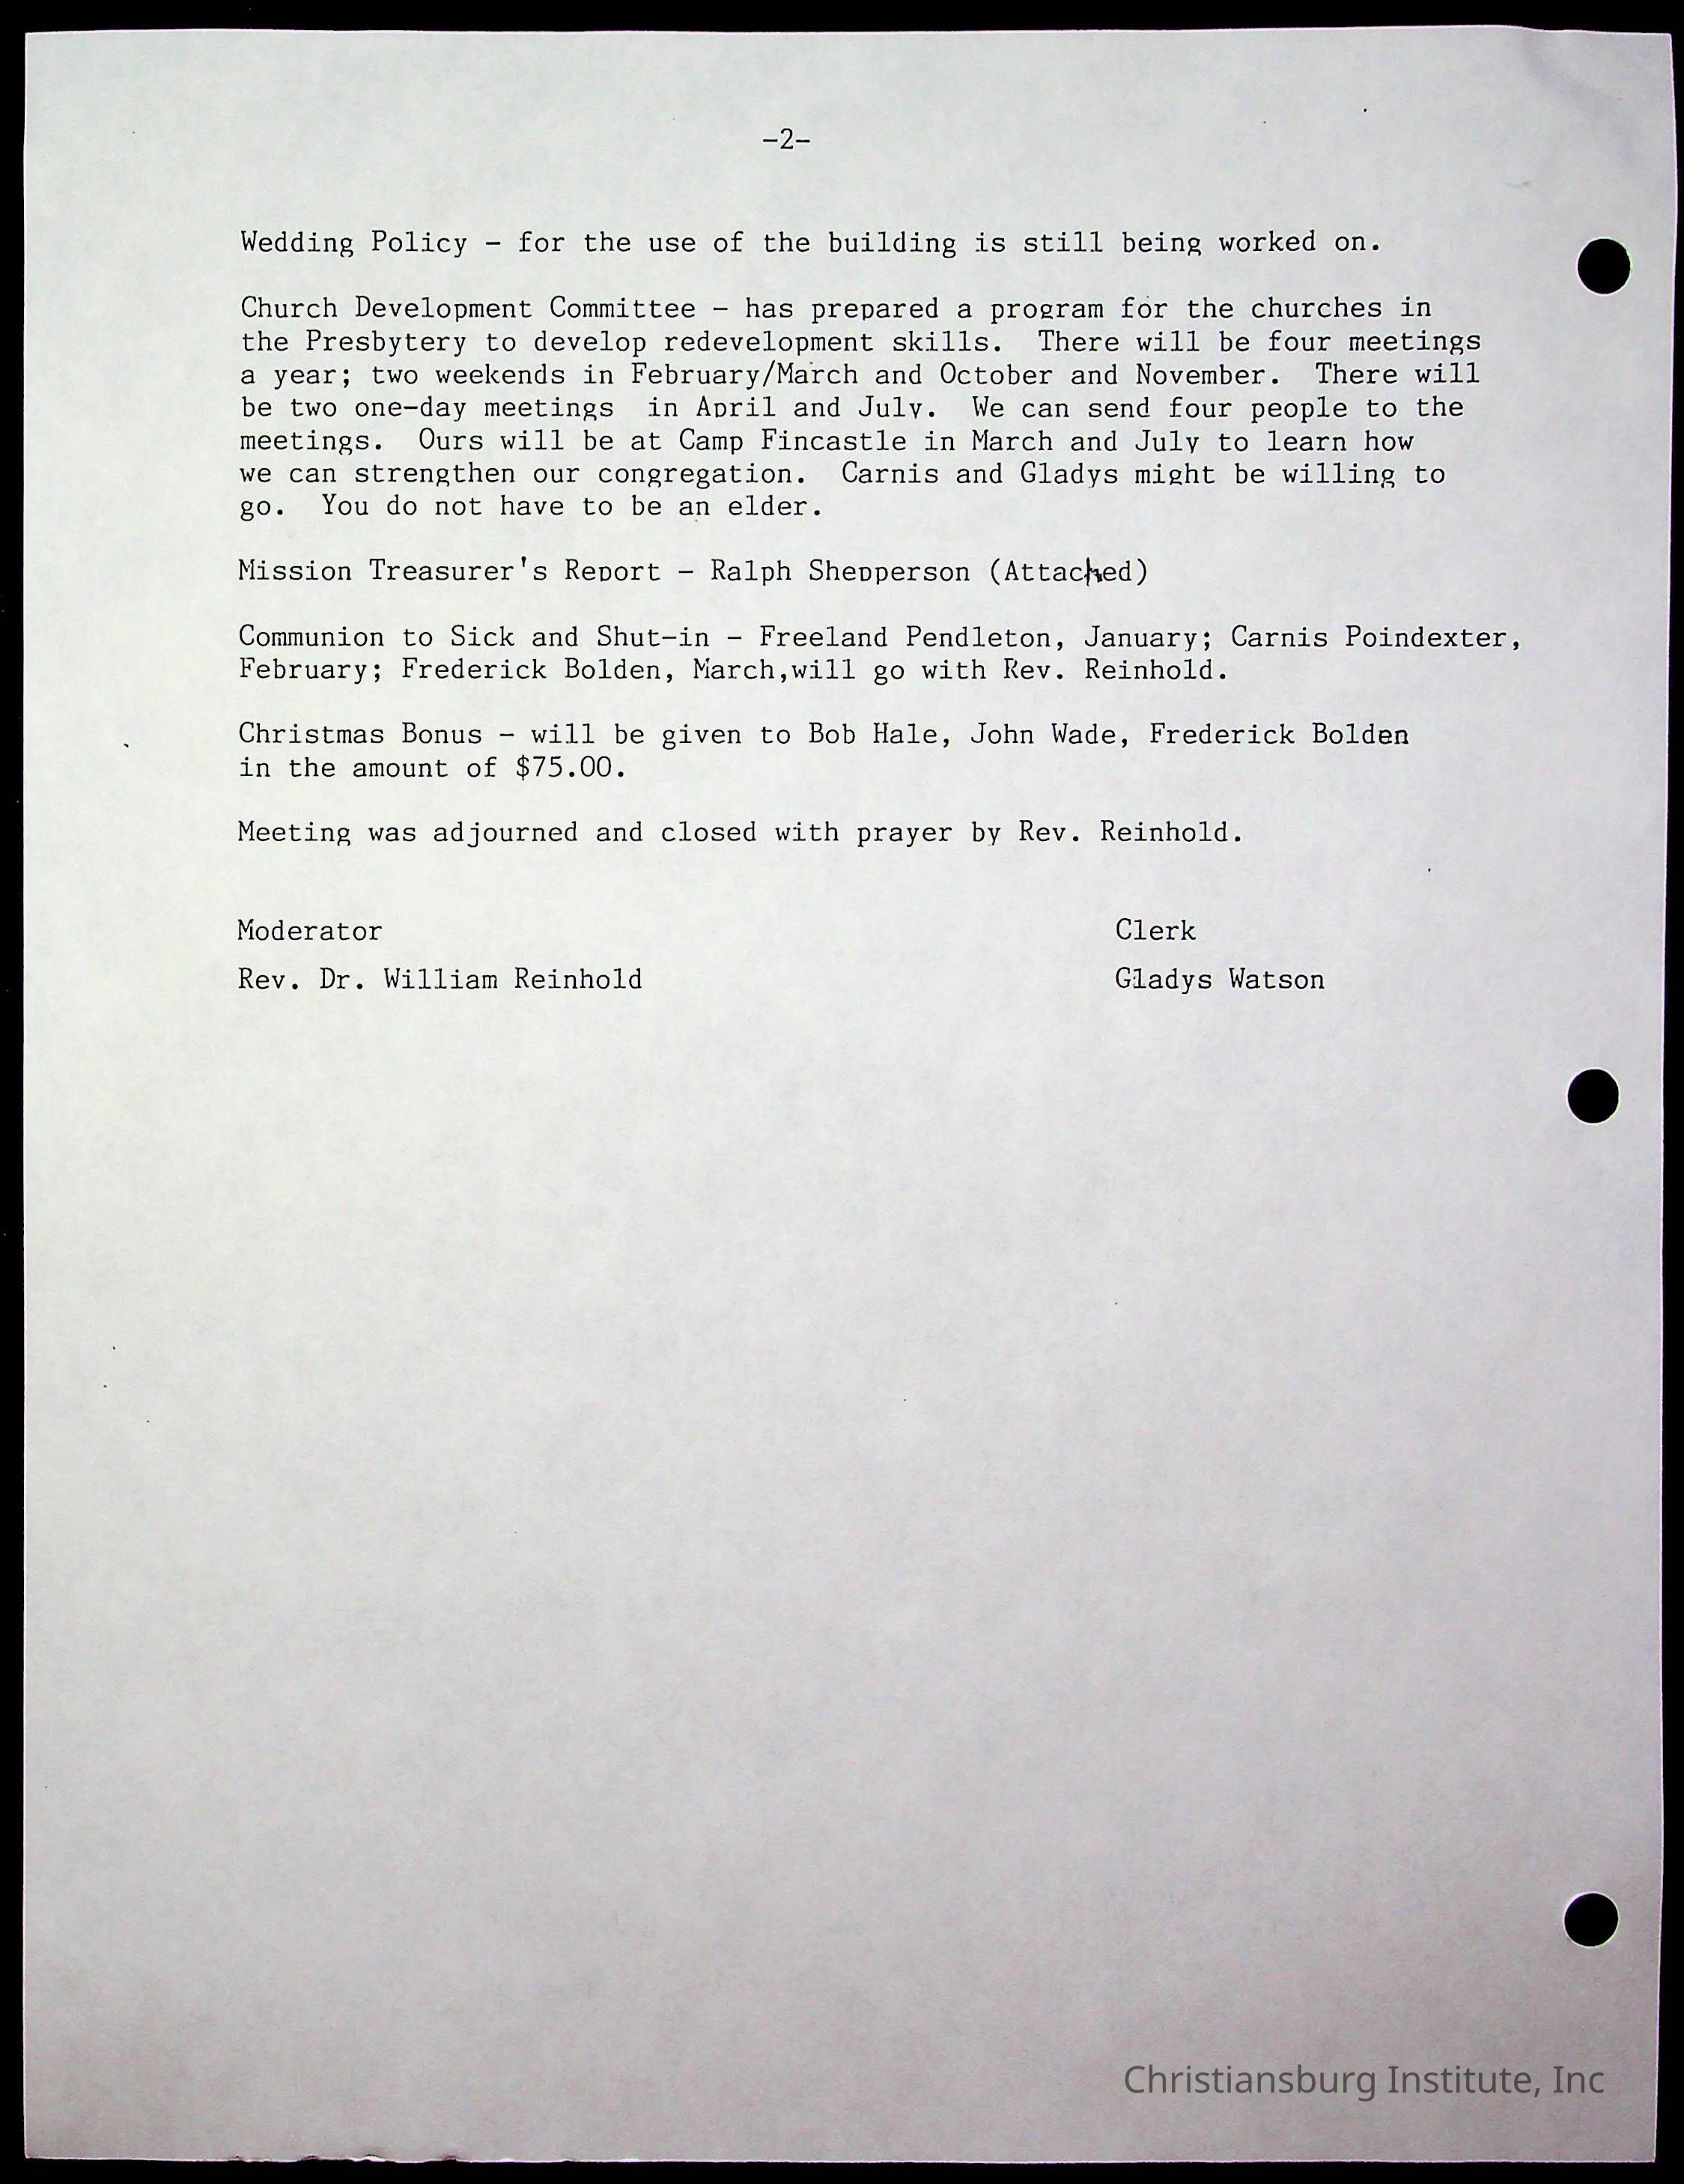 -2-
Wedding Policy - for the use of the building is still being worked on.
Church Development Committee - has prepared a program for the churches in
the Presbytery to develop redevelopment skills.  There will be four meetings
a year; two weekends in February/March and October and November.  There will
be two one-day meetings  in April and July.  We can send four people to the
meetings.  Ours will be at Camp Fincastle in March and July to learn how
we can strengthen our congregation.  Carnis and Gladys might be willing to
go.  You do not have to be an elder.
Mission Treasurer's Report - Ralph Shepperson (Attached)
Communion to Sick and Shut-in - Freeland Pendleton, January; Carnis Poindexter,
February; Frederick Bolden, March,will go with Rev. Reinhold.
Christmas Bonus - will be given to Bob Hale, John Wade, Frederick Bolden
in the amount of $75.00.
Meeting was adjourned and closed with prayer by Rev. Reinhold.
Moderator Clerk
Rev. Dr. William Reinhold Gladys Watson
Christiansburg Institute, Inc